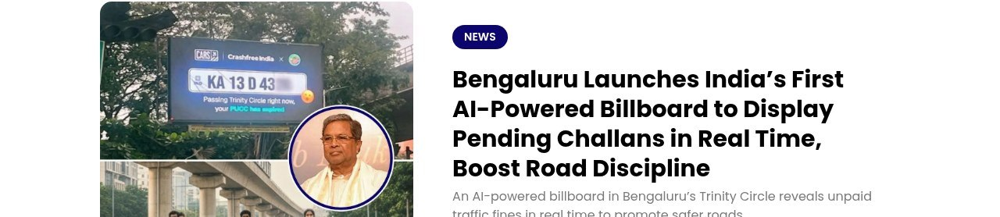 CARS24 | Crashfree India ×
IND KA 13 D 43
Passing Trinity Circle right now,
your PUCC has expired
NEWS
Bengaluru Launches India’s First
AI-Powered Billboard to Display
Pending Challans in Real Time,
Boost Road Discipline
An AI-powered billboard in Bengaluru’s Trinity Circle reveals unpaid
traffic fines in real time to promote safer roads.